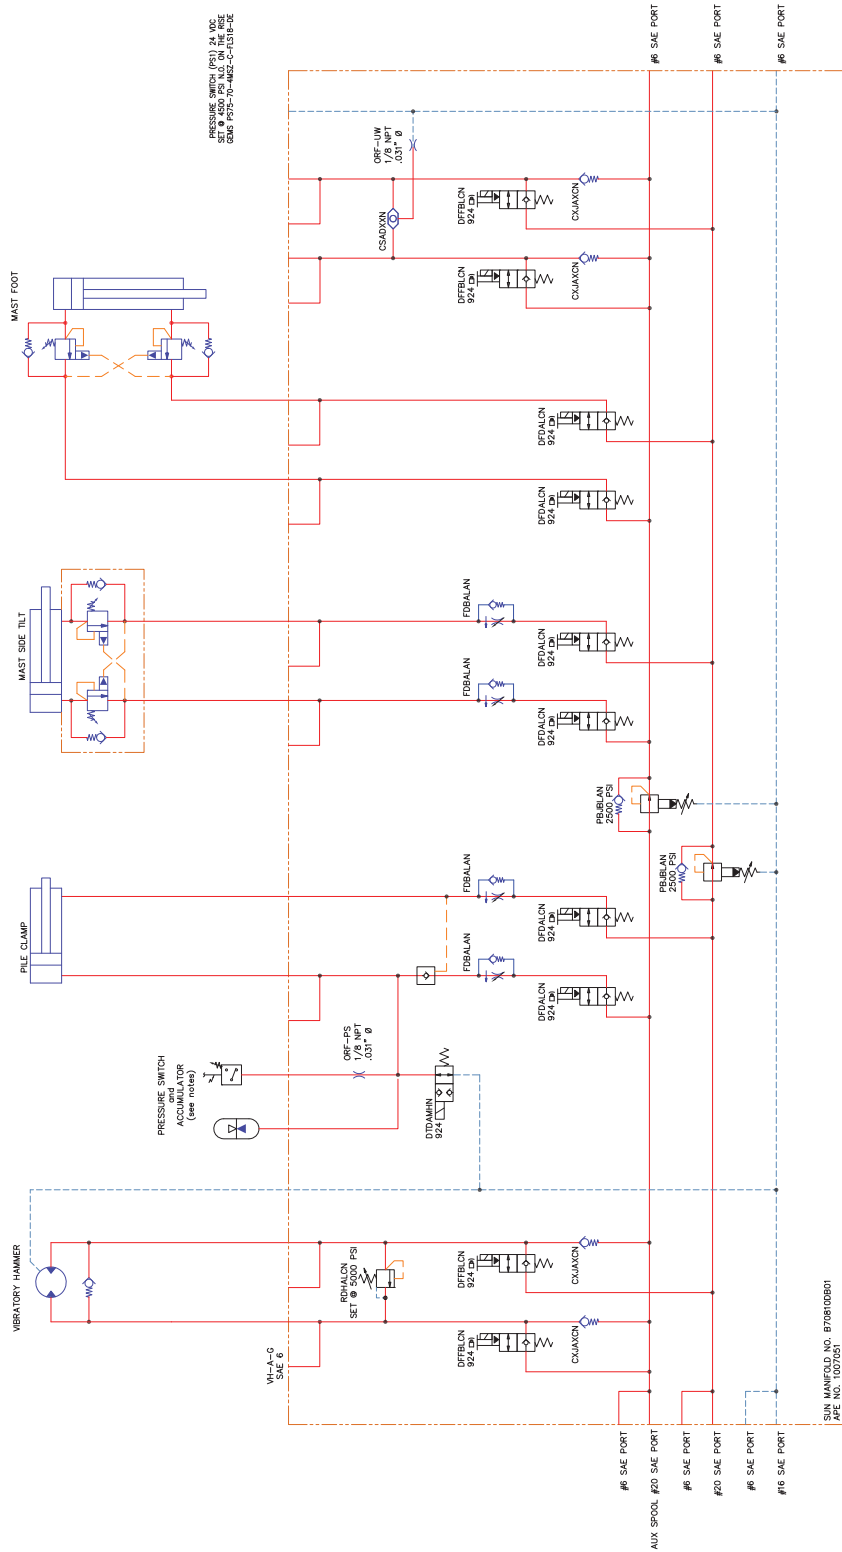 PRESSURE SWITCH (PS1) 24 VDC
SET @ 4500 PSI N.O. ON THE RISE
GEMS PS75-70-4MSZ-C-FLS18-DE
#6 SAE PORT
#6 SAE PORT
#6 SAE PORT
ORF-UW
1/8 NPT
.031" Ø
CSADXXN
DFFBLCN
924
CXJAXCN
DFFBLCN
924
CXJAXCN
MAST FOOT
DFDALCN
924
DFDALCN
924
MAST SIDE TILT
FDBALAN
DFDALCN
924
FDBALAN
DFDALCN
924
PBJBLAN
2500 PSI
PBJBLAN
2500 PSI
PILE CLAMP
FDBALAN
DFDALCN
924
FDBALAN
DFDALCN
924
PRESSURE SWITCH
and
ACCUMULATOR
(see notes)
ORF-PS
1/8 NPT
.031" Ø
DTDAMHN
924
VIBRATORY HAMMER
RDHALCN
SET @ 5000 PSI
DFFBLCN
924
CXJAXCN
DFFBLCN
924
CXJAXCN
VH-A-G
SAE 6
#6 SAE PORT
AUX SPOOL #20 SAE PORT
#6 SAE PORT
#20 SAE PORT
#6 SAE PORT
#16 SAE PORT
SUN MANIFOLD NO. B70810DB01
APE NO. 1007051